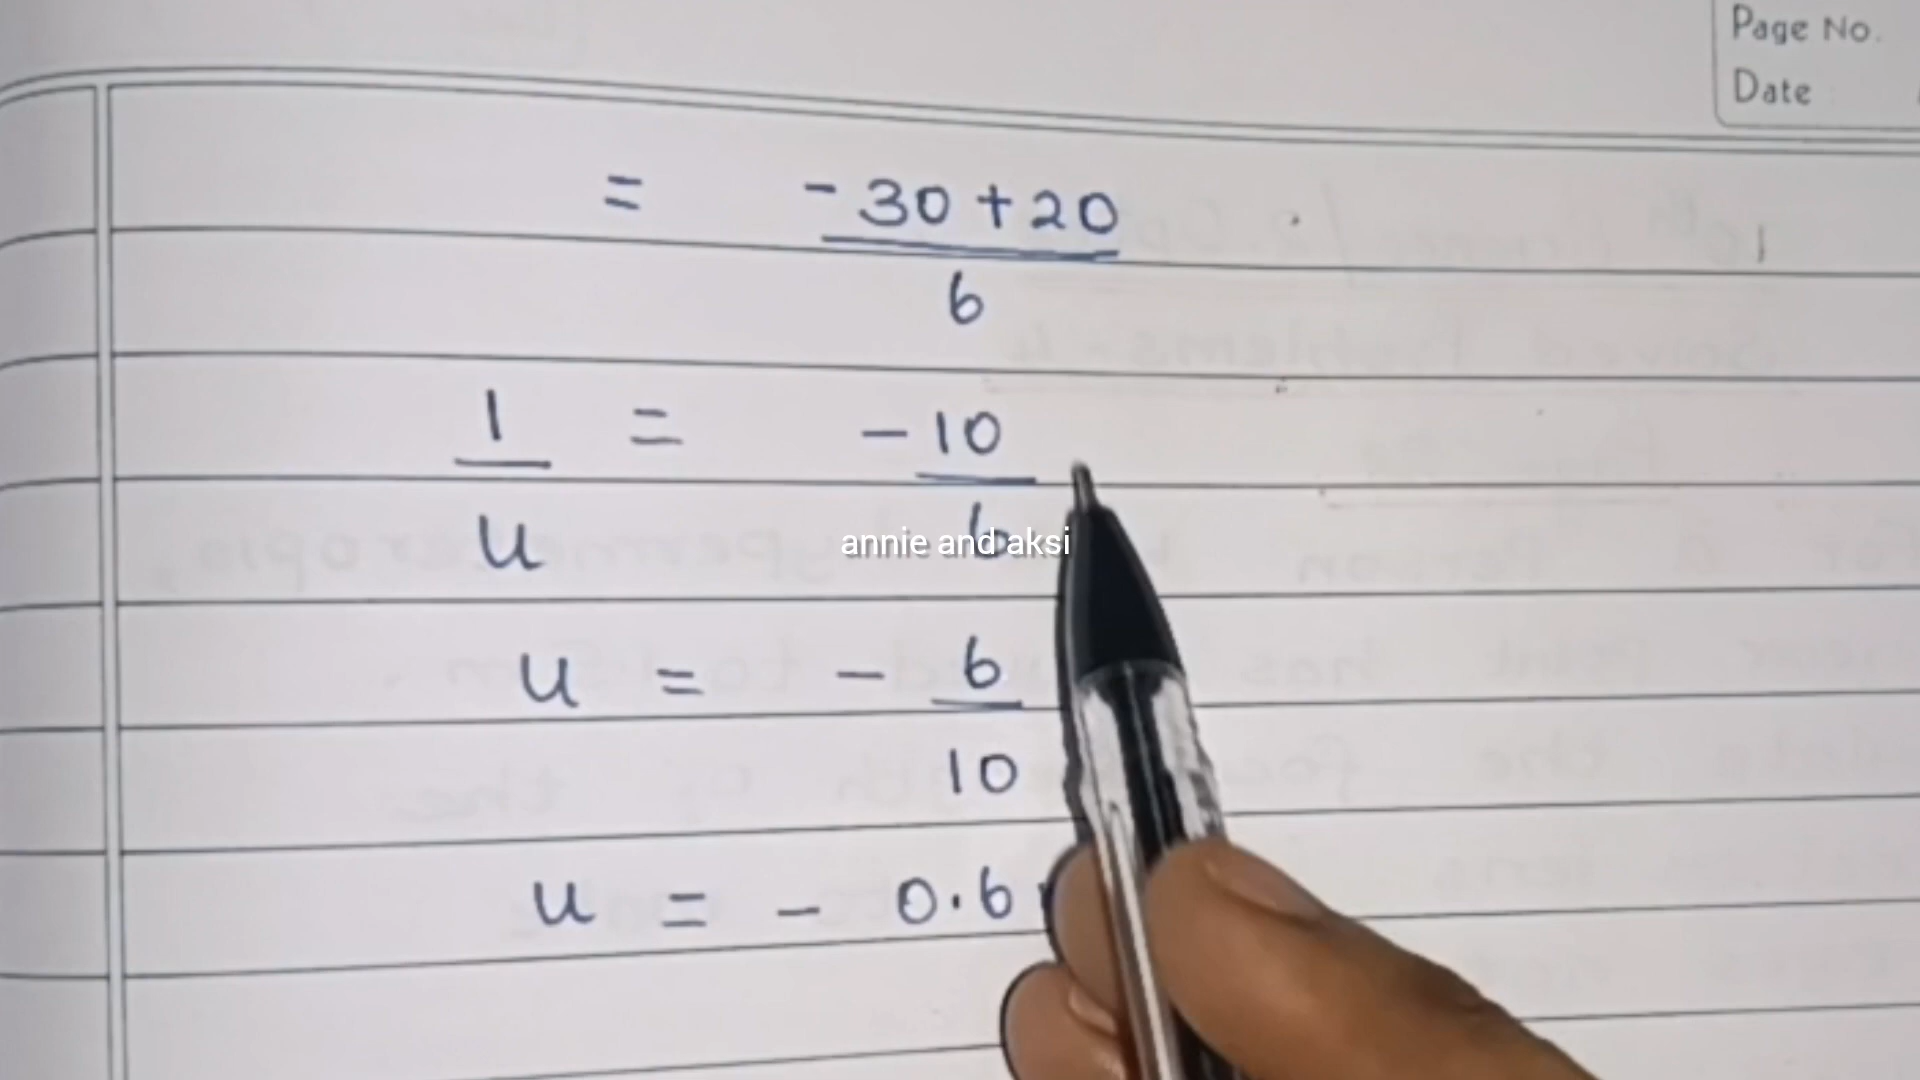 Page No.
Date
= -30+20
6
1 = -10
u 6
annie and aksi
u = - 6
10
u = - 0.6